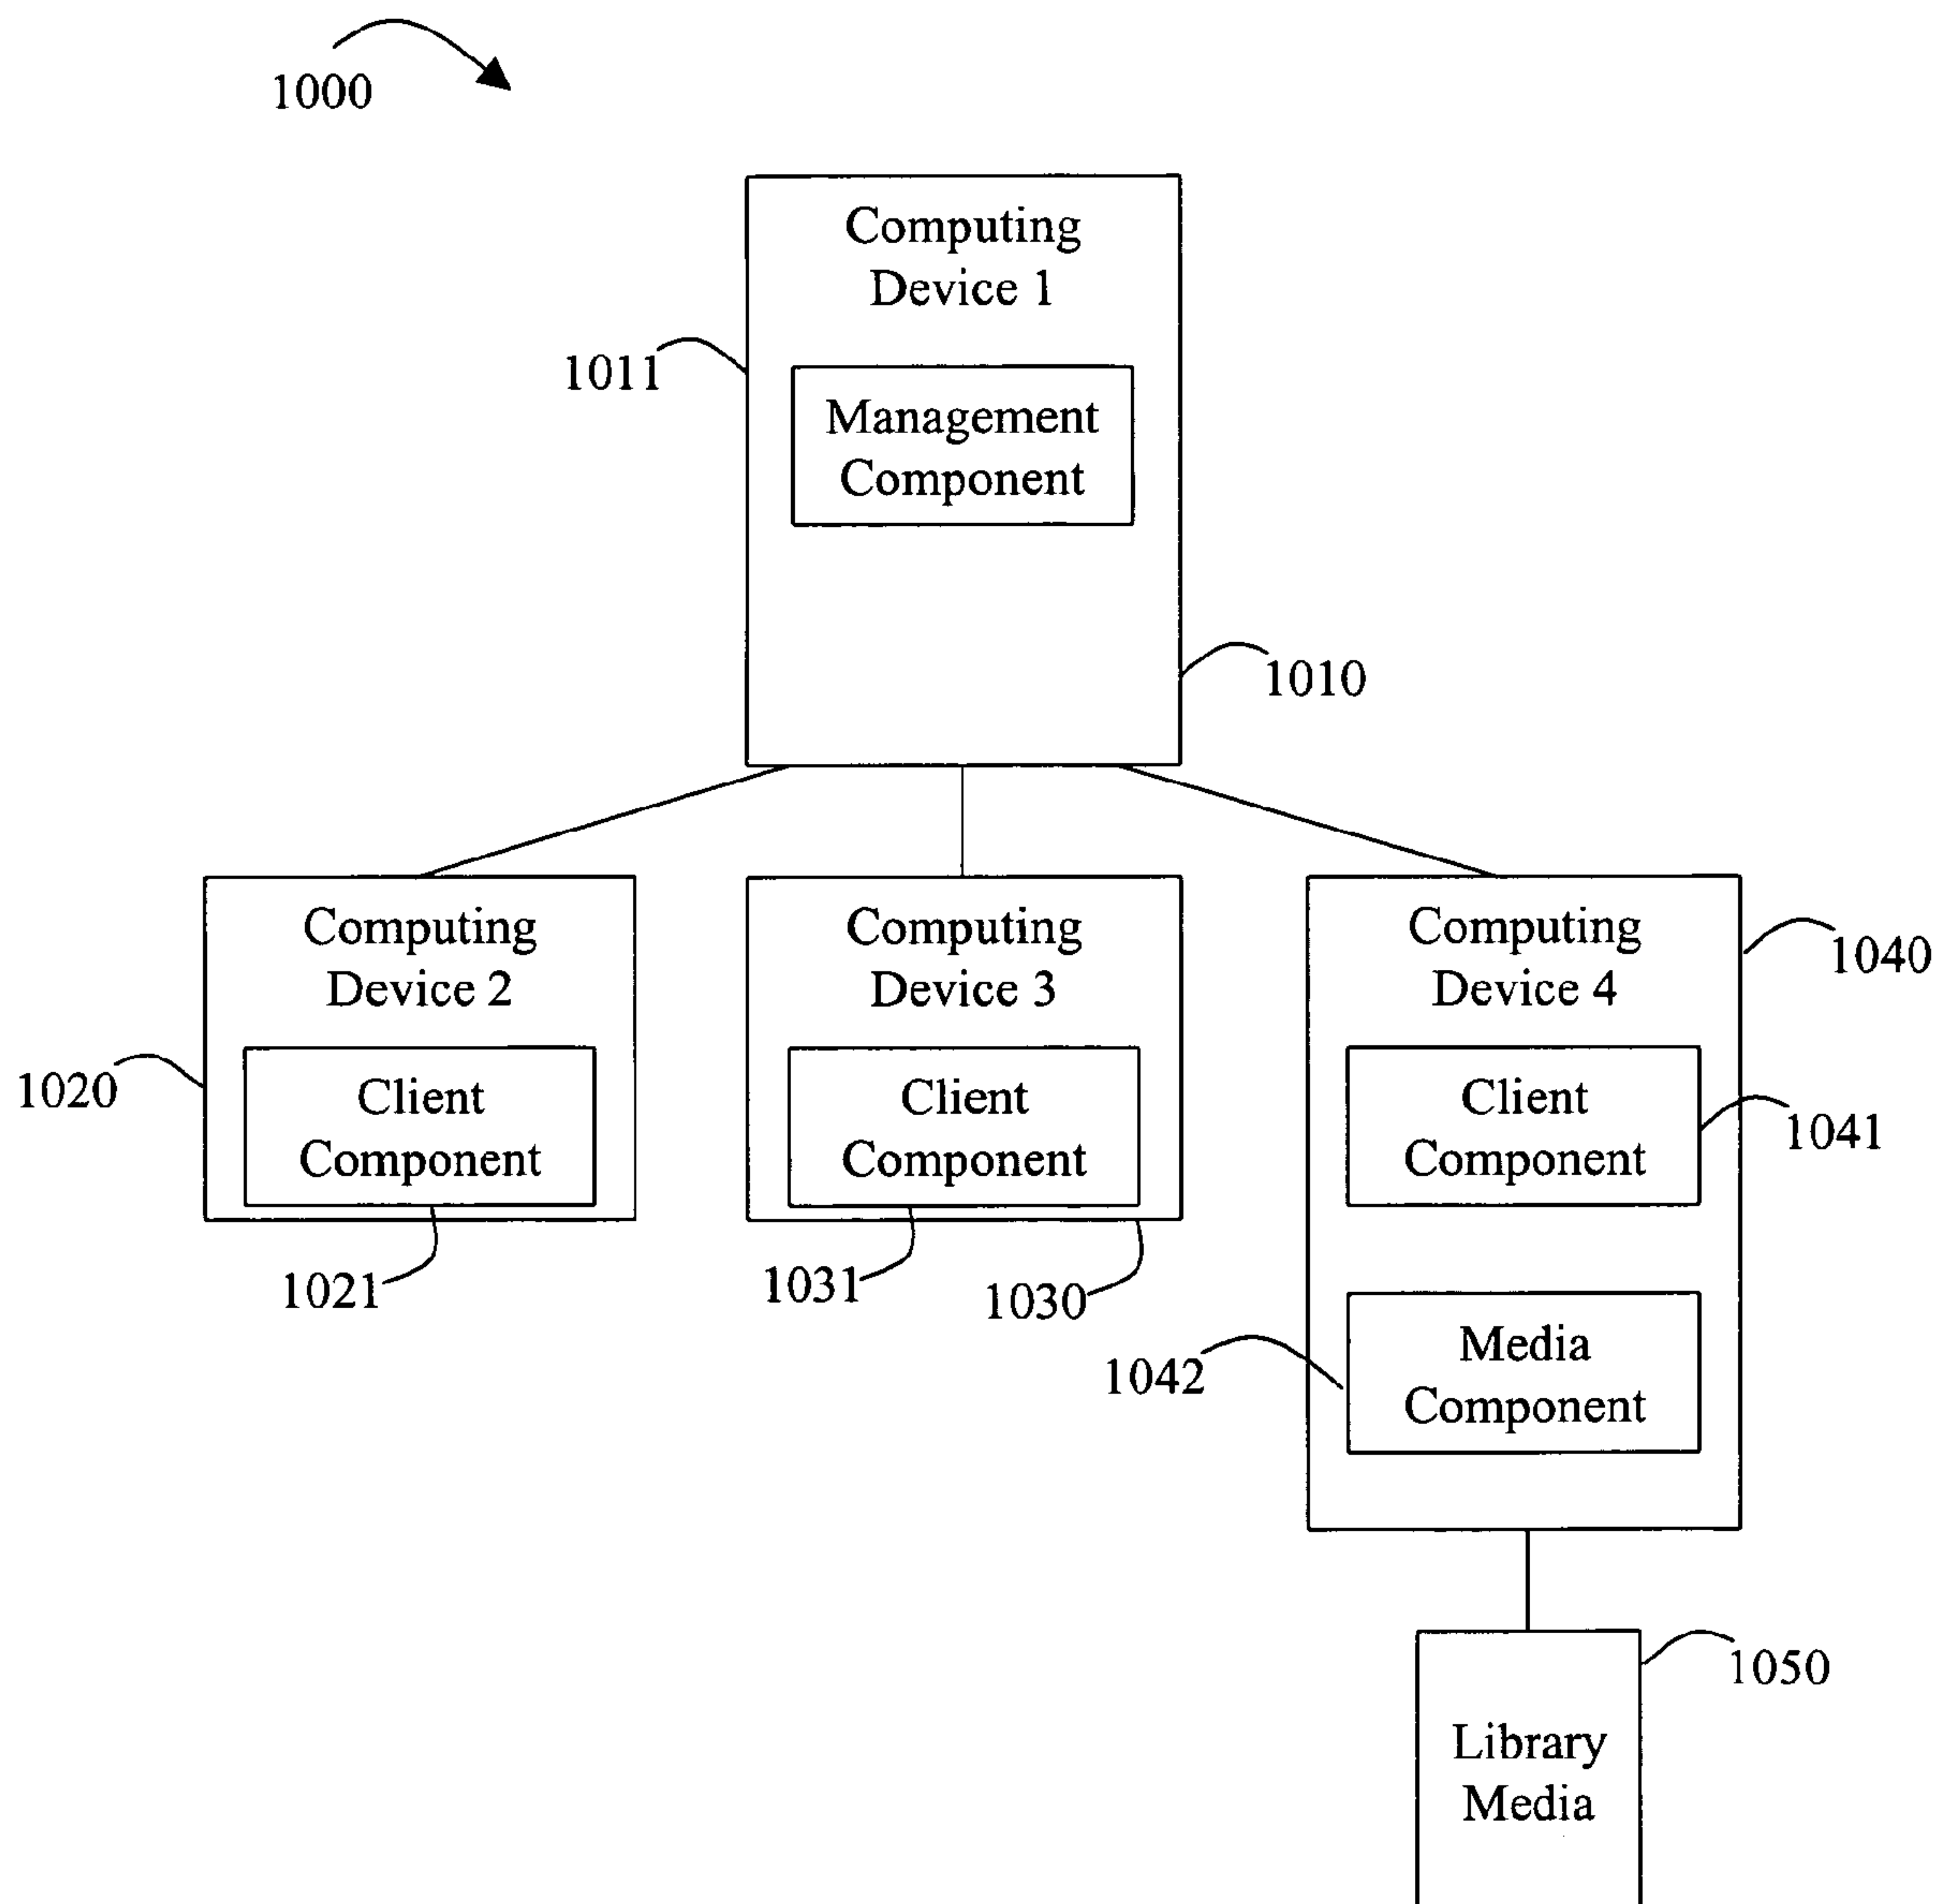 1000
Computing
Device 1
1011
Management
Component
1010
Computing
Device 2
Computing
Device 3
Computing
Device 4
1040
1020
Client
Component
Client
Component
Client
Component
1041
1021
1031
1030
1042
Media
Component
1050
Library
Media